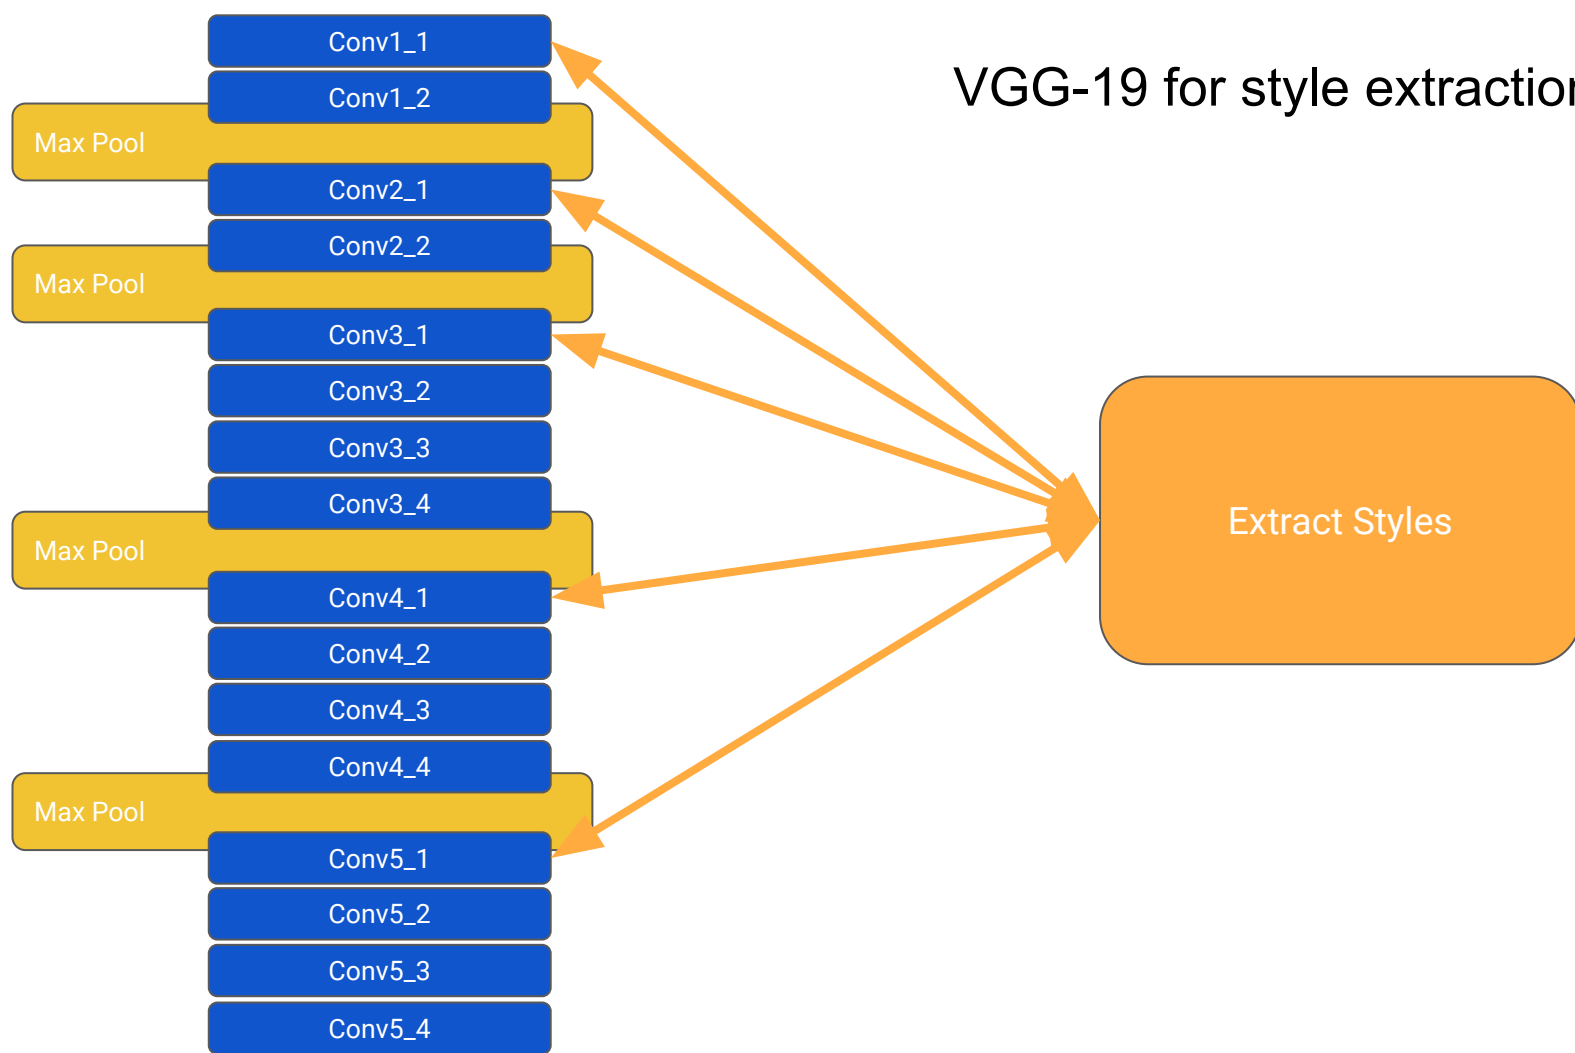 VGG-19 for style extraction
Conv1_1
Conv1_2
Max Pool
Conv2_1
Conv2_2
Max Pool
Conv3_1
Conv3_2
Conv3_3
Conv3_4
Max Pool
Conv4_1
Conv4_2
Conv4_3
Conv4_4
Max Pool
Conv5_1
Conv5_2
Conv5_3
Conv5_4
Extract Styles